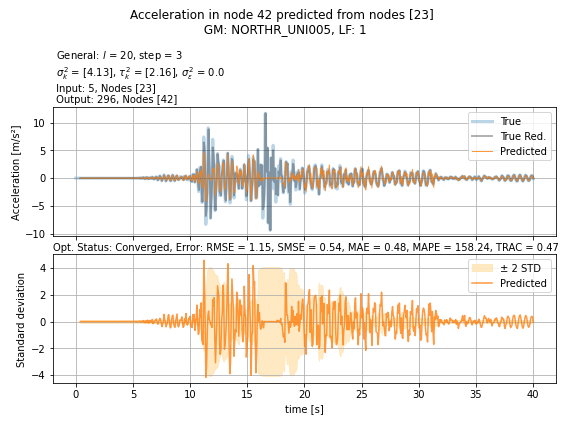 Acceleration in node 42 predicted from nodes [23]
GM: NORTHR_UNI005, LF: 1
General: l = 20, step = 3
σ_k^2 = [4.13], τ_k^2 = [2.16], σ_ε^2 = 0.0
Input: 5, Nodes [23]
Output: 296, Nodes [42]
Acceleration [m/s²]
10
5
0
−5
−10
True
True Red.
Predicted
Opt. Status: Converged, Error: RMSE = 1.15, SMSE = 0.54, MAE = 0.48, MAPE = 158.24, TRAC = 0.47
Standard deviation
4
2
0
−2
−4
± 2 STD
Predicted
0 5 10 15 20 25 30 35 40
time [s]